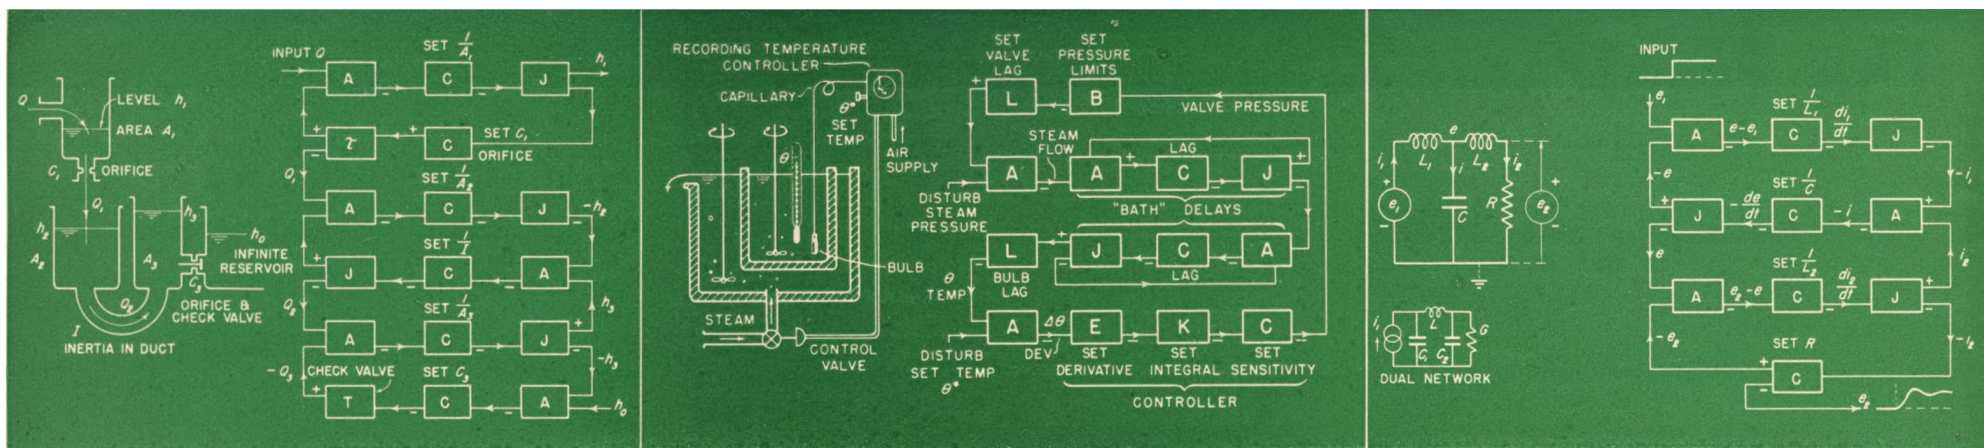 Q
LEVEL h₁
AREA A₁
C₁
ORIFICE
Q₁
h₂
h₃
h₀
INFINITE
RESERVOIR
A₂
A₃
C₃
Q₂
ORIFICE &
CHECK VALVE
I
INERTIA IN DUCT
INPUT Q
SET 1/A₁
A
C
J
h₁
+
-
τ
C
SET C₁
ORIFICE
Q₁
SET 1/A₂
A
C
J
-h₂
SET 1/I
J
C
A
Q₂
h₃
SET 1/A₃
A
C
J
-Q₃
CHECK VALVE
SET C₃
-h₃
T
C
A
h₀
RECORDING TEMPERATURE
CONTROLLER
CAPILLARY
θ*
SET
TEMP
AIR
SUPPLY
θ
BULB
STEAM
CONTROL
VALVE
SET
VALVE
LAG
SET
PRESSURE
LIMITS
L
B
VALVE PRESSURE
STEAM
FLOW
LAG
A
A
C
J
DISTURB
STEAM
PRESSURE
"BATH" DELAYS
L
J
C
A
θ
TEMP
BULB
LAG
LAG
A
Δθ
E
K
C
DISTURB
SET TEMP
θ*
DEV
SET
DERIVATIVE
SET
INTEGRAL
SET
SENSITIVITY
CONTROLLER
e
i₁
L₁
i
L₂
i₂
e₁
C
R
e₂
i₁
L
G
C₁
C₂
DUAL NETWORK
INPUT
e₁
SET 1/L₁
A
e-e₁
C
di₁/dt
J
-e
-i₁
SET 1/C
J
-de/dt
C
-i
A
e
i₂
SET 1/L₂
A
e₂-e
C
di₂/dt
J
-e₂
-i₂
SET R
C
e₂